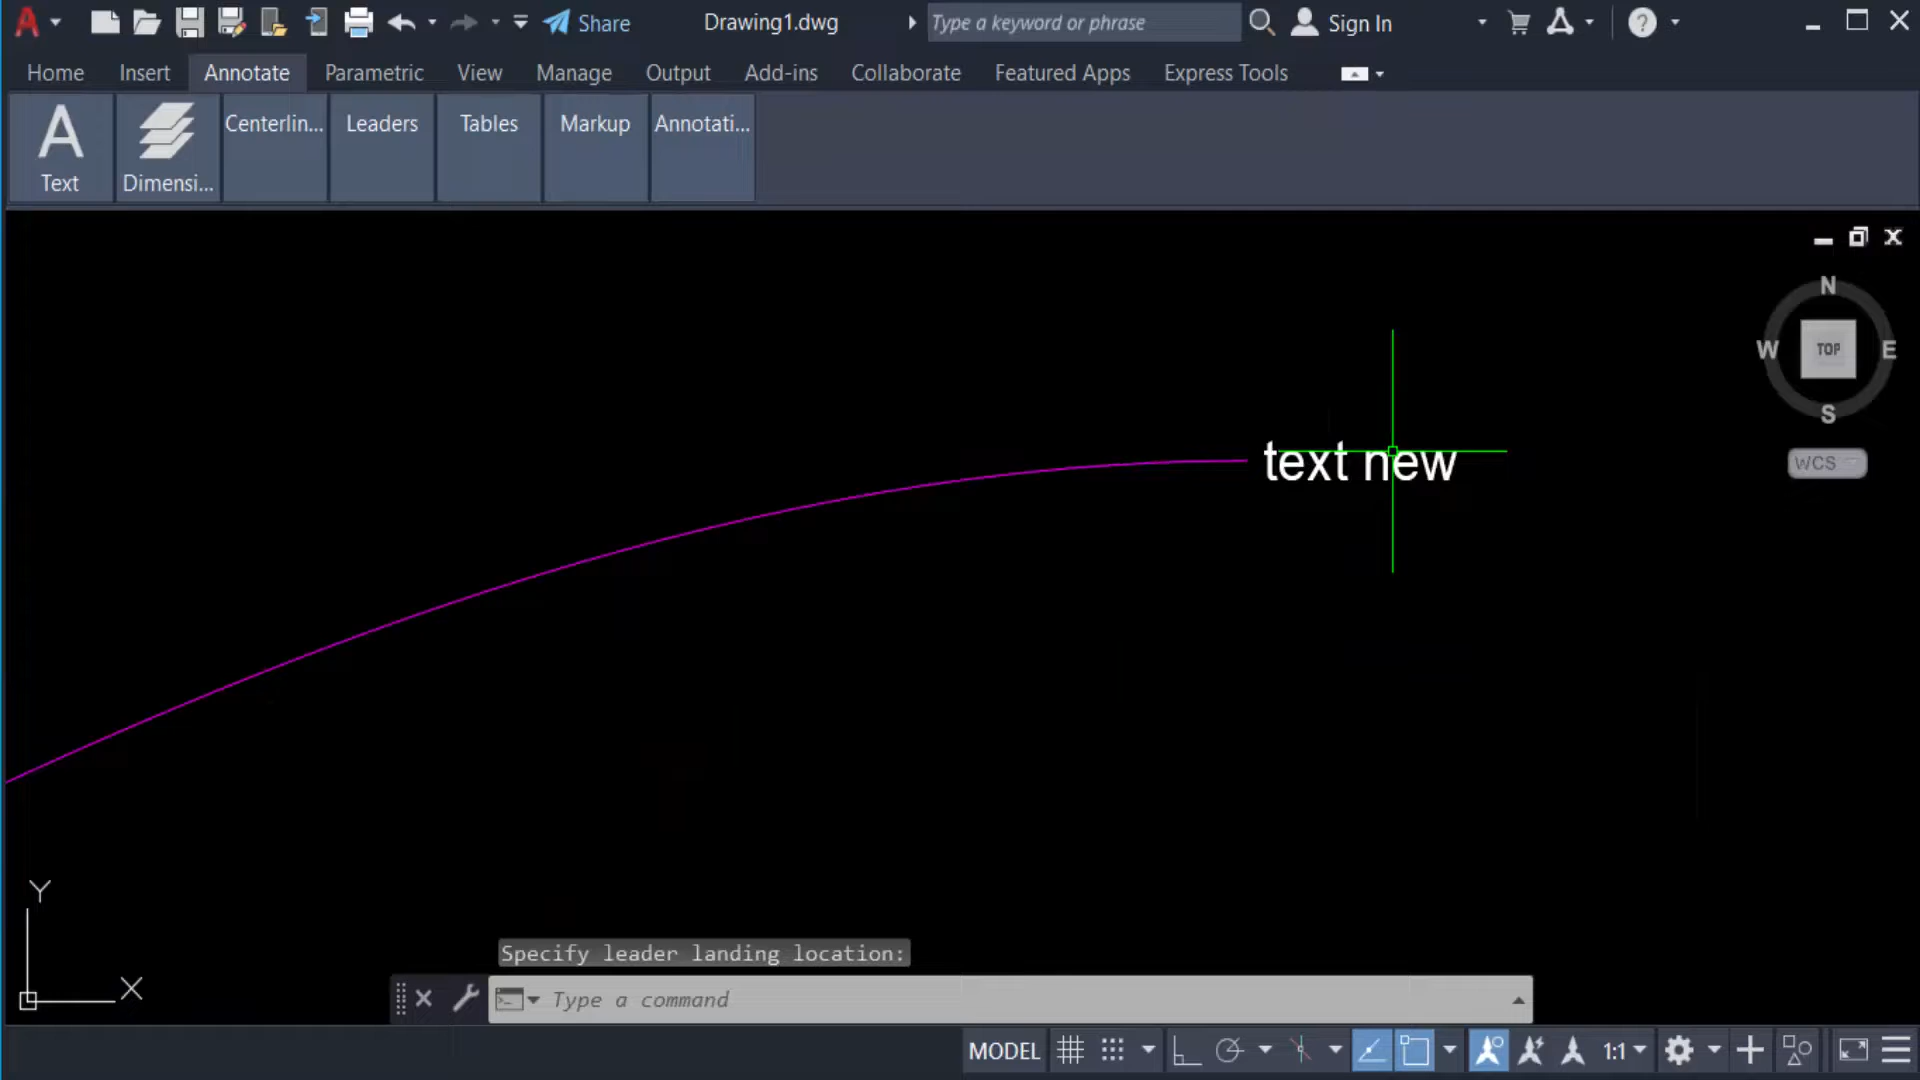 Share
Drawing1.dwg
Type a keyword or phrase
Sign In
Home
Insert
Annotate
Parametric
View
Manage
Output
Add-ins
Collaborate
Featured Apps
Express Tools
Text
Dimensi...
Centerlin...
Leaders
Tables
Markup
Annotati...
N
W
TOP
E
S
WCS
text new
Y
X
Specify leader landing location:
Type a command
MODEL
1:1